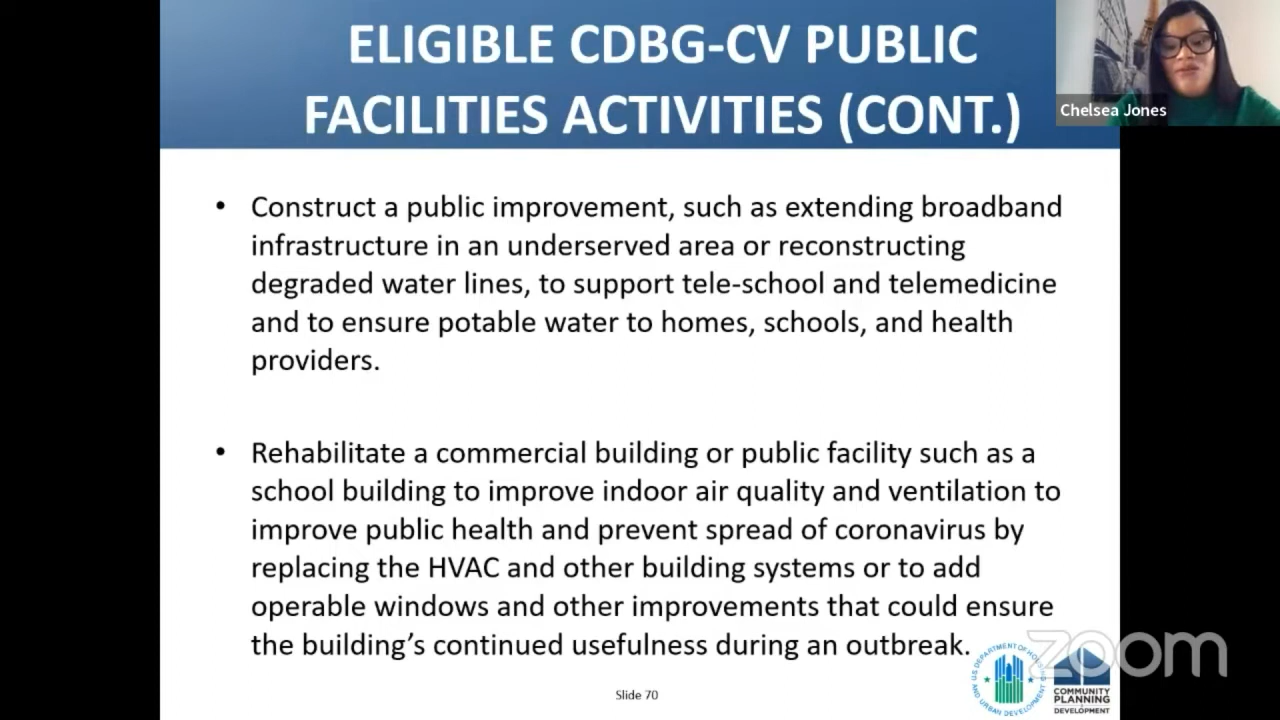 ELIGIBLE CDBG-CV PUBLIC
FACILITIES ACTIVITIES (CONT.)
Chelsea Jones
• Construct a public improvement, such as extending broadband
infrastructure in an underserved area or reconstructing
degraded water lines, to support tele-school and telemedicine
and to ensure potable water to homes, schools, and health
providers.
• Rehabilitate a commercial building or public facility such as a
school building to improve indoor air quality and ventilation to
improve public health and prevent spread of coronavirus by
replacing the HVAC and other building systems or to add
operable windows and other improvements that could ensure
the building’s continued usefulness during an outbreak.
Slide 70
U.S. DEPARTMENT OF HOUSING
AND URBAN DEVELOPMENT
COMMUNITY
PLANNING
DEVELOPMENT
zoom